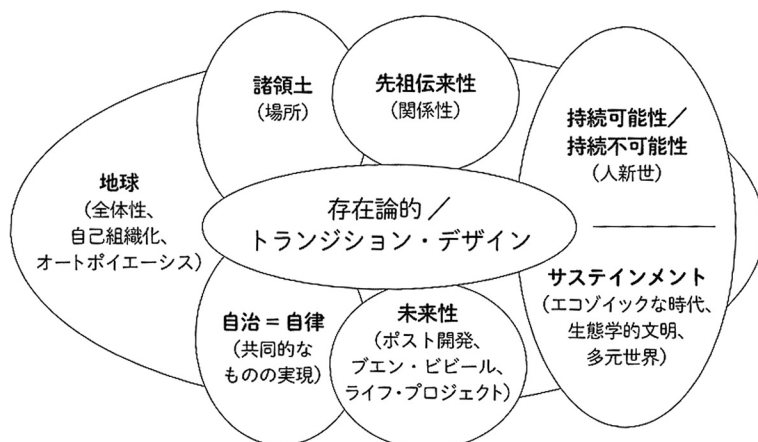 諸領土
(場所)
先祖伝来性
(関係性)
持続可能性／
持続不可能性
(人新世)
地球
(全体性、
自己組織化、
オートポイエーシス)
存在論的／
トランジション・デザイン
サステインメント
(エコゾイックな時代、
生態学的文明、
多元世界)
自治＝自律
(共同的な
ものの実現)
未来性
(ポスト開発、
ブエン・ビビール、
ライフ・プロジェクト)